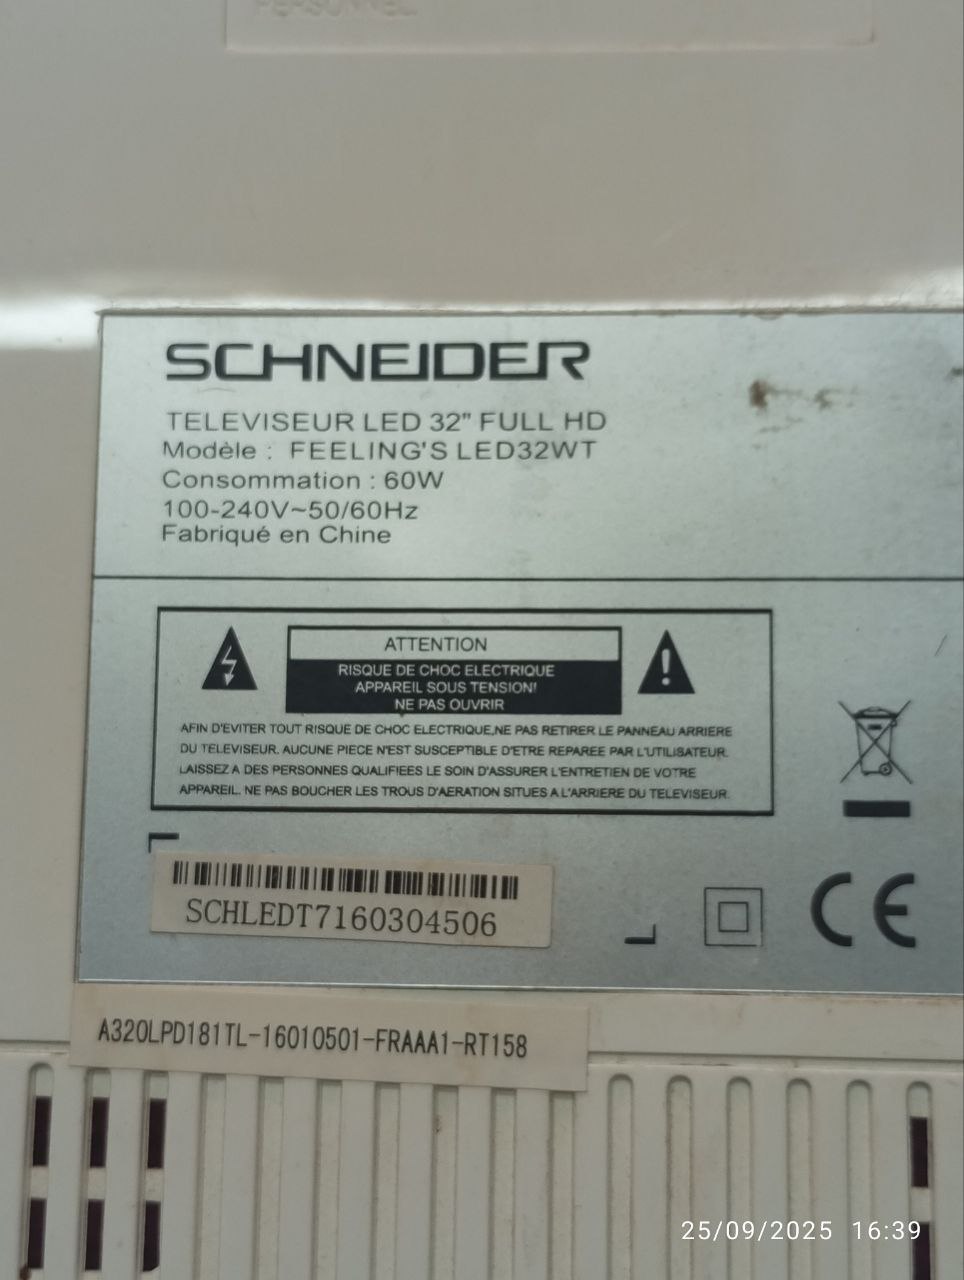 PERSONNEL.
SCHNEIDER
TELEVISEUR LED 32" FULL HD
Modèle : FEELING'S LED32WT
Consommation : 60W
100-240V~50/60Hz
Fabriqué en Chine
ATTENTION
RISQUE DE CHOC ELECTRIQUE
APPAREIL SOUS TENSION!
NE PAS OUVRIR
AFIN D'EVITER TOUT RISQUE DE CHOC ELECTRIQUE,NE PAS RETIRER LE PANNEAU ARRIERE
DU TELEVISEUR. AUCUNE PIECE N'EST SUSCEPTIBLE D'ETRE REPAREE PAR L'UTILISATEUR.
LAISSEZ A DES PERSONNES QUALIFIEES LE SOIN D'ASSURER L'ENTRETIEN DE VOTRE
APPAREIL. NE PAS BOUCHER LES TROUS D'AERATION SITUES A L'ARRIERE DU TELEVISEUR.
SCHLEDT7160304506
CE
A320LPD181TL-16010501-FRAAA1-RT158
25/09/2025 16:39